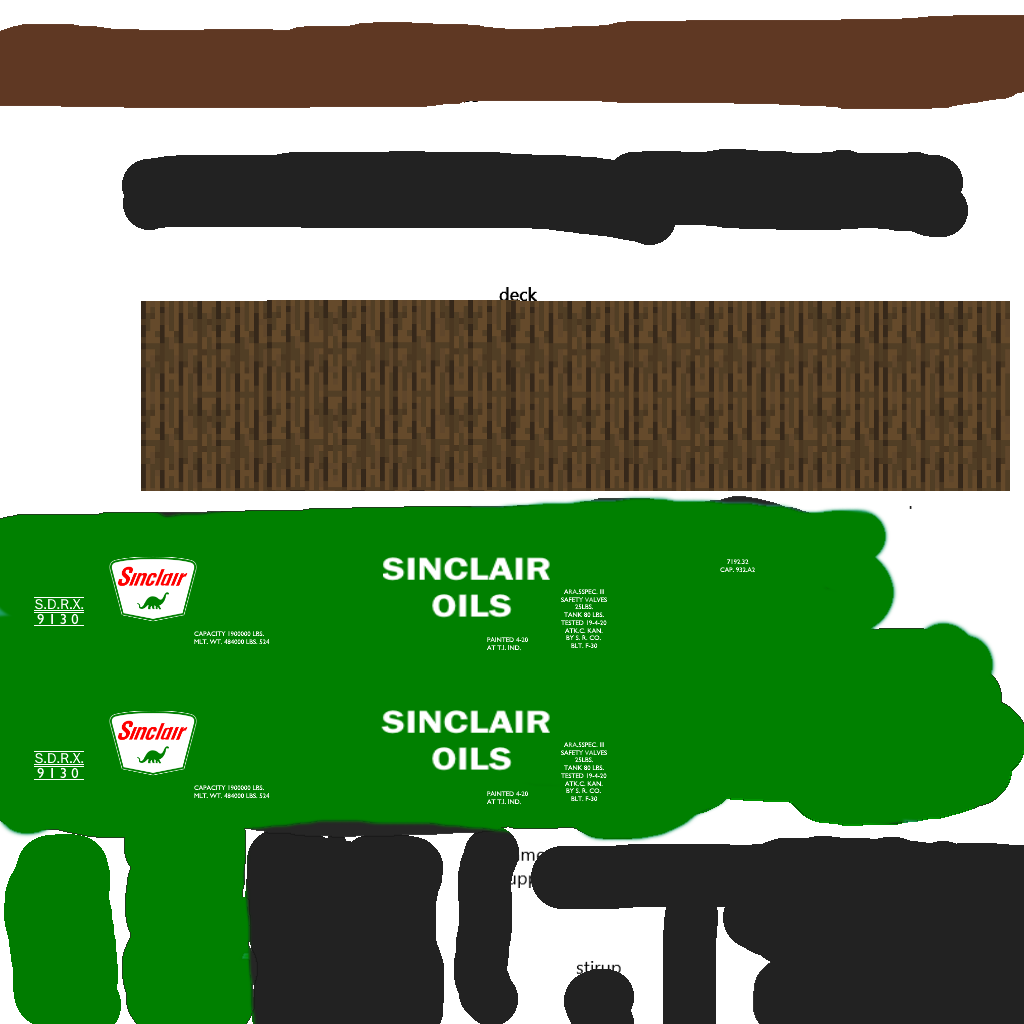 deck
7192.32
CAP. 932.A2
SINCLAIR
OILS
Sinclair
S.D.R.X.
9130
ARA.5SPEC. III
SAFETY VALVES
25LBS.
TANK 80 LBS.
TESTED 19-4-20
ATK.C. KAN.
BY S. R. CO.
BLT. F-30
CAPACITY 1900000 LBS.
MLT. WT. 484000 LBS. 524
PAINTED 4-20
AT T.I. IND.
SINCLAIR
OILS
Sinclair
S.D.R.X.
9130
ARA.5SPEC. III
SAFETY VALVES
25LBS.
TANK 80 LBS.
TESTED 19-4-20
ATK.C. KAN.
BY S. R. CO.
BLT. F-30
CAPACITY 1900000 LBS.
MLT. WT. 484000 LBS. 524
PAINTED 4-20
AT T.I. IND.
stirup